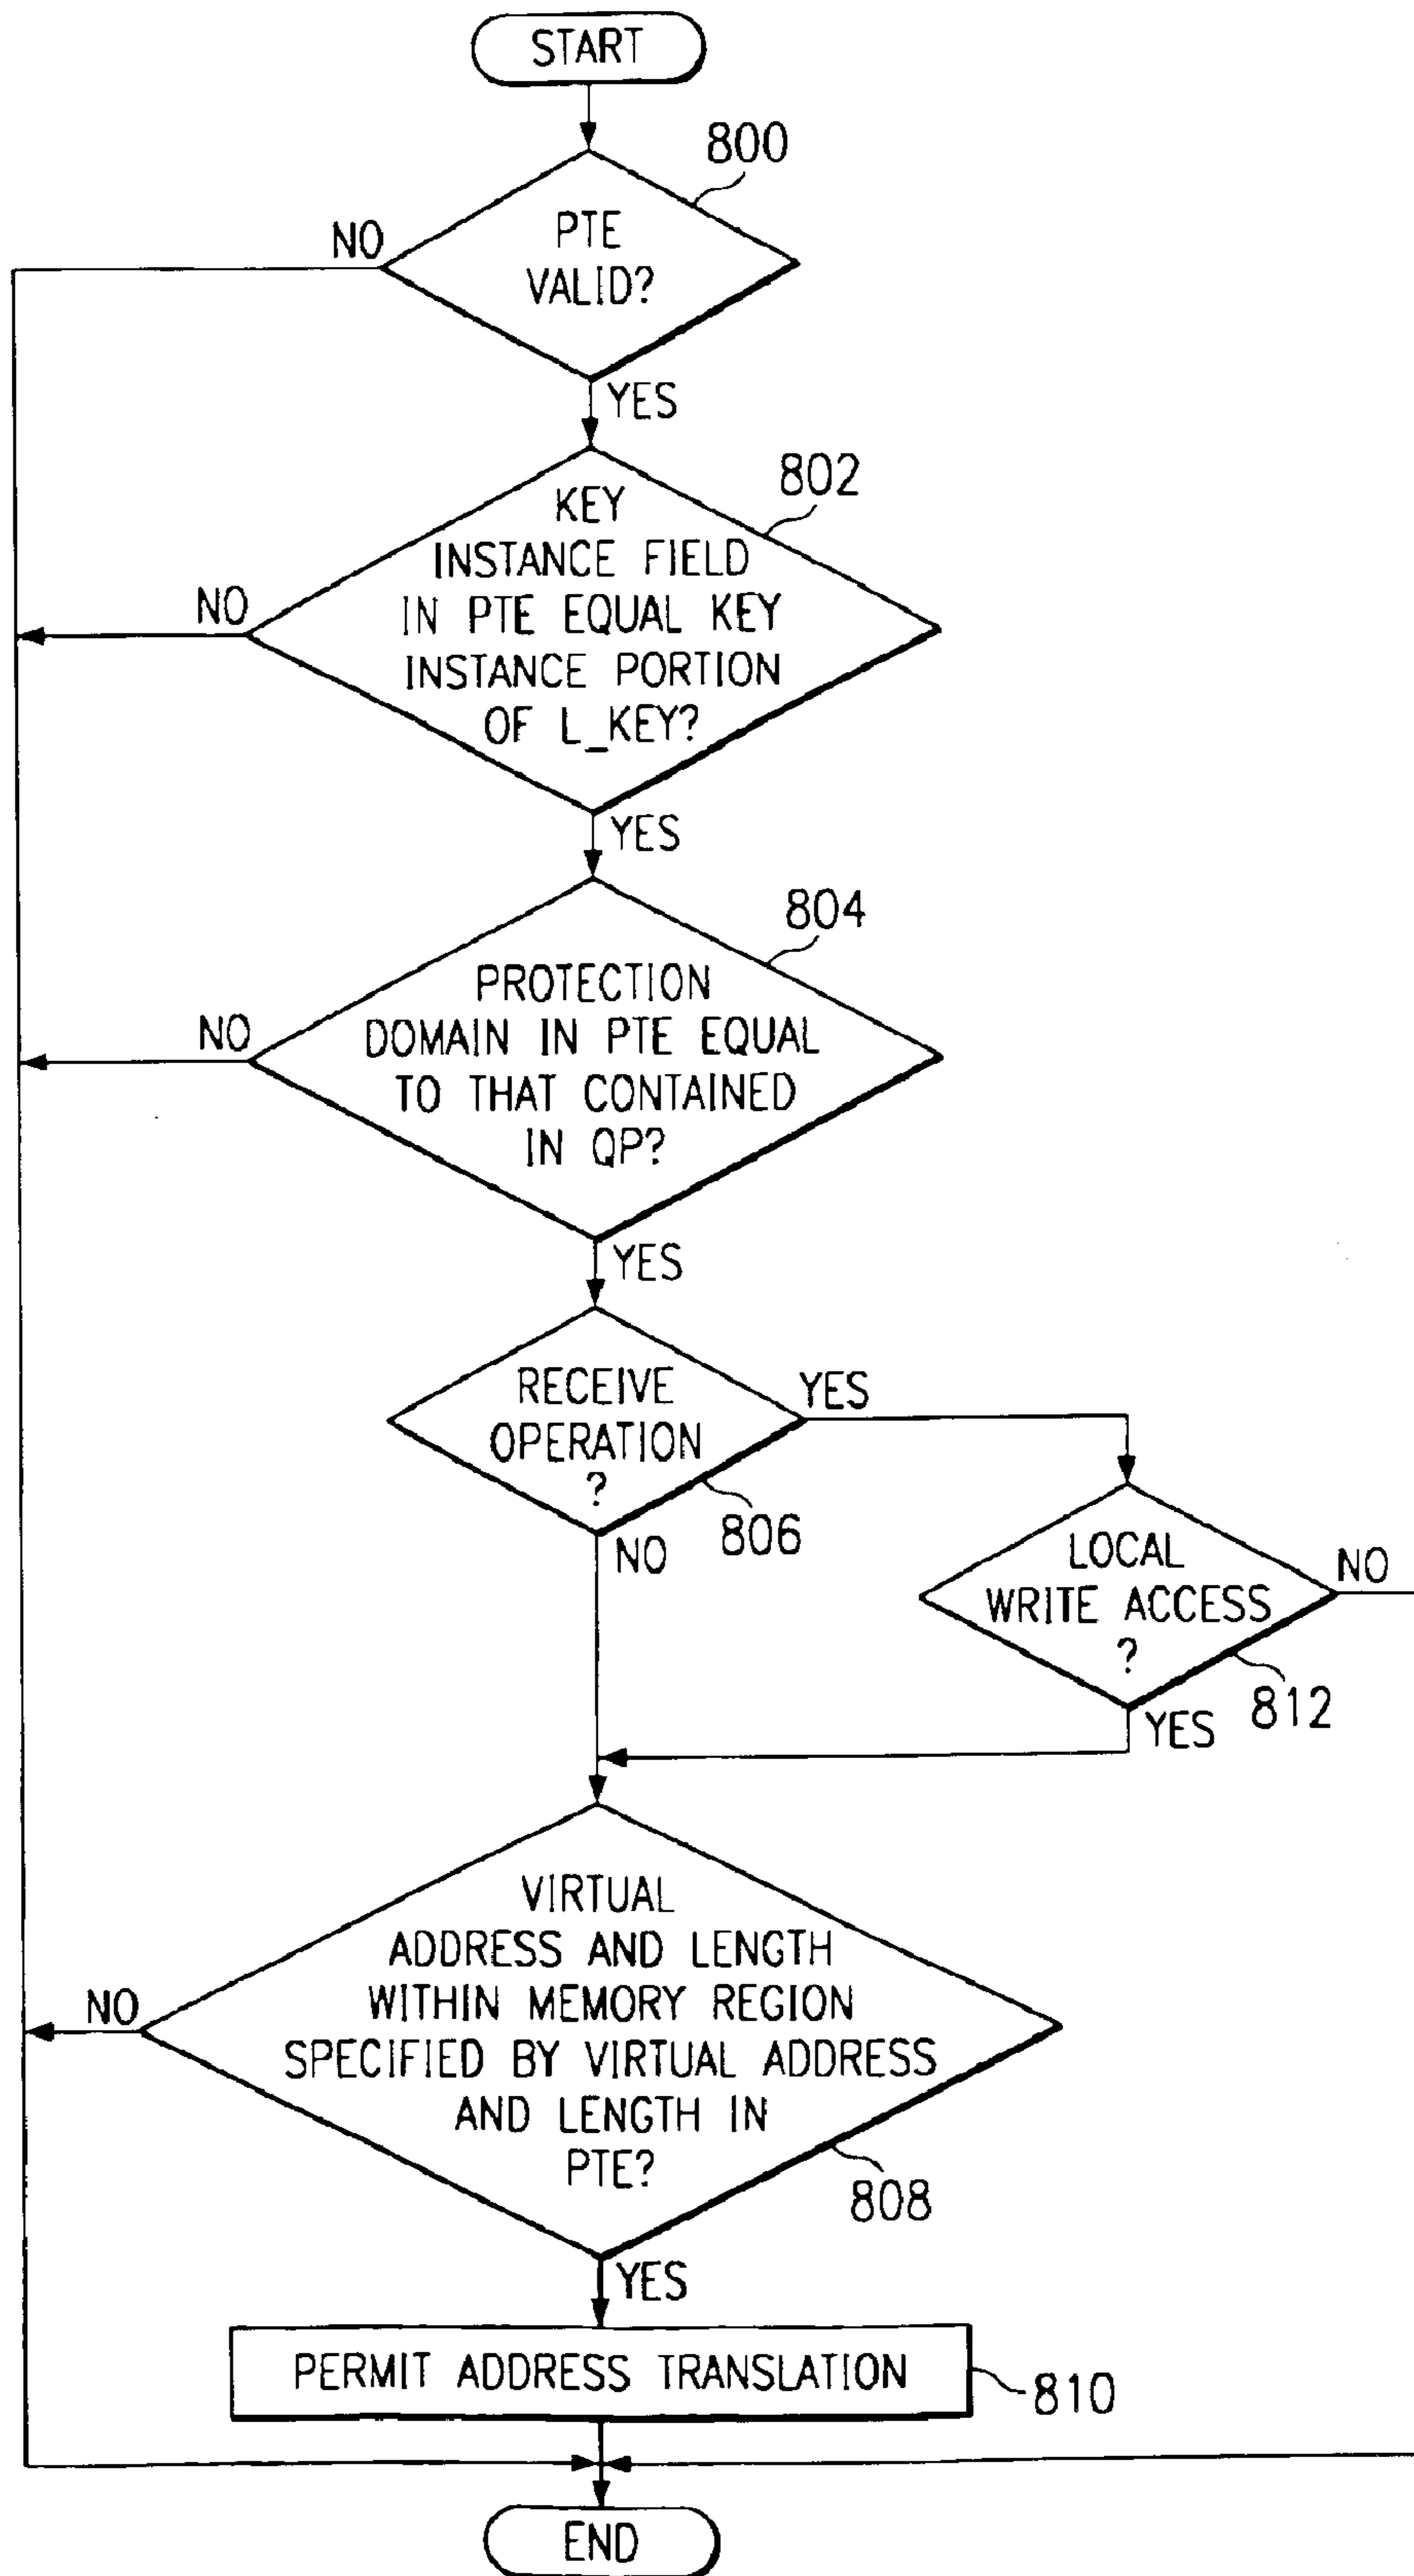 START
800
PTE
VALID?
NO
YES
802
KEY
INSTANCE FIELD
IN PTE EQUAL KEY
INSTANCE PORTION
OF L_KEY?
NO
YES
804
PROTECTION
DOMAIN IN PTE EQUAL
TO THAT CONTAINED
IN QP?
NO
YES
RECEIVE
OPERATION
?
YES
806
NO
LOCAL
WRITE ACCESS
?
NO
812
YES
VIRTUAL
ADDRESS AND LENGTH
WITHIN MEMORY REGION
SPECIFIED BY VIRTUAL ADDRESS
AND LENGTH IN
PTE?
NO
808
YES
PERMIT ADDRESS TRANSLATION
810
END